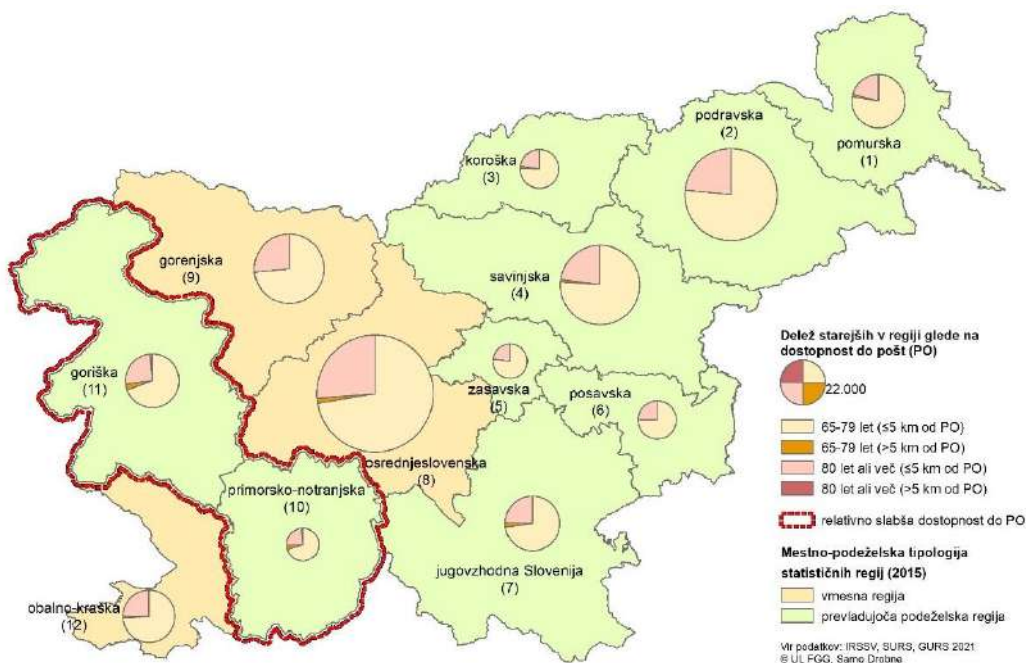 podravska
(2)
pomurska
(1)
koroška
(3)
gorenjska
(9)
savinjska
(4)
goriška
(11)
zasavska
(5)
posavska
(6)
osrednjeslovenska
(8)
primorsko-notranjska
(10)
jugovzhodna Slovenija
(7)
obalno-kraška
(12)
Delež starejših v regiji glede na
dostopnost do pošt (PO)
22.000
65-79 let (≤5 km od PO)
65-79 let (>5 km od PO)
80 let ali več (≤5 km od PO)
80 let ali več (>5 km od PO)
relativno slabša dostopnost do PO
Mestno-podeželska tipologija
statističnih regij (2015)
vmesna regija
prevladujoča podeželska regija
Vir podatkov: IRSSV, SURS, GURS 2021
© UL FGG, Samo Drobne